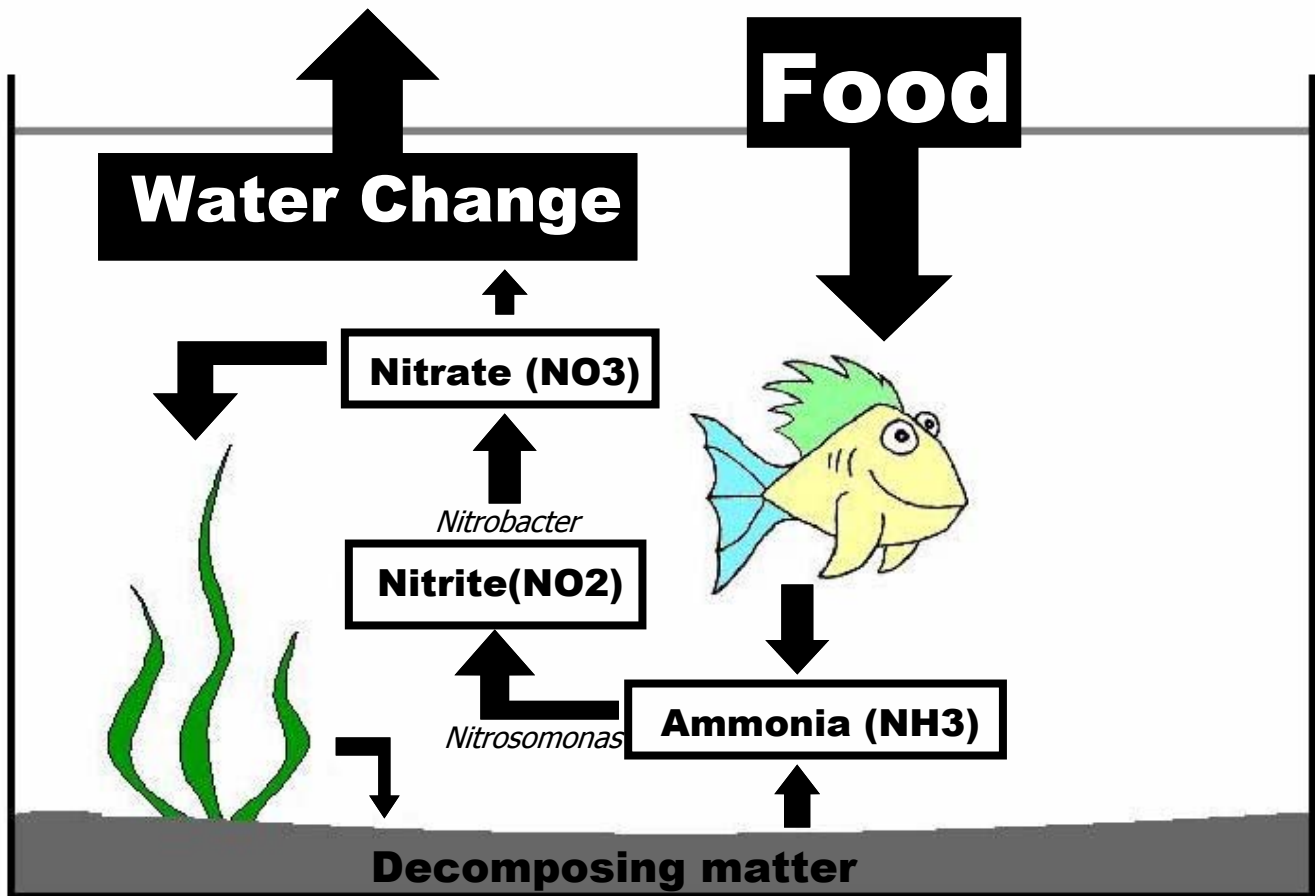 Food
Water Change
Nitrate (NO3)
Nitrobacter
Nitrite(NO2)
Ammonia (NH3)
Nitrosomonas
Decomposing matter